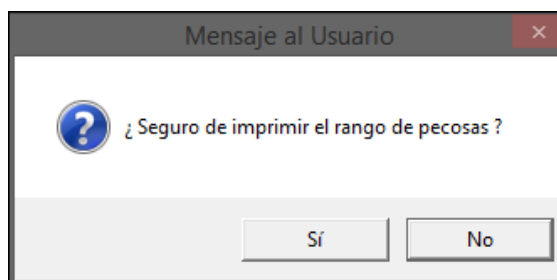 Mensaje al Usuario
¿ Seguro de imprimir el rango de pecosas ?
Sí
No